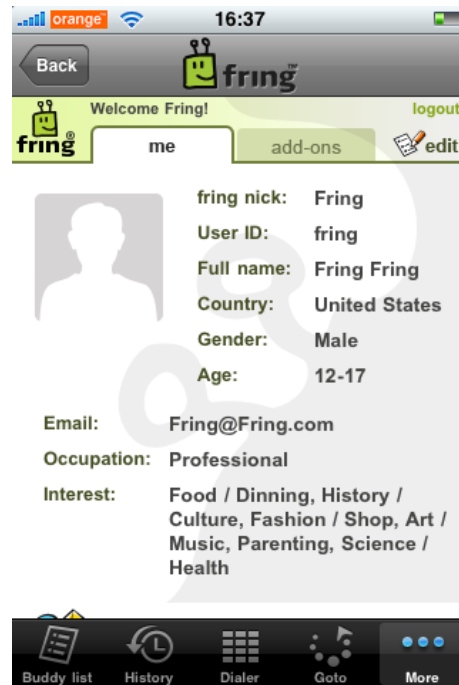 orange™ 16:37
Back fring™
Welcome Fring! logout
fring® me add-ons edit
fring nick: Fring
User ID: fring
Full name: Fring Fring
Country: United States
Gender: Male
Age: 12-17
Email: Fring@Fring.com
Occupation: Professional
Interest: Food / Dinning, History /
Culture, Fashion / Shop, Art /
Music, Parenting, Science /
Health
Buddy list History Dialer Goto More